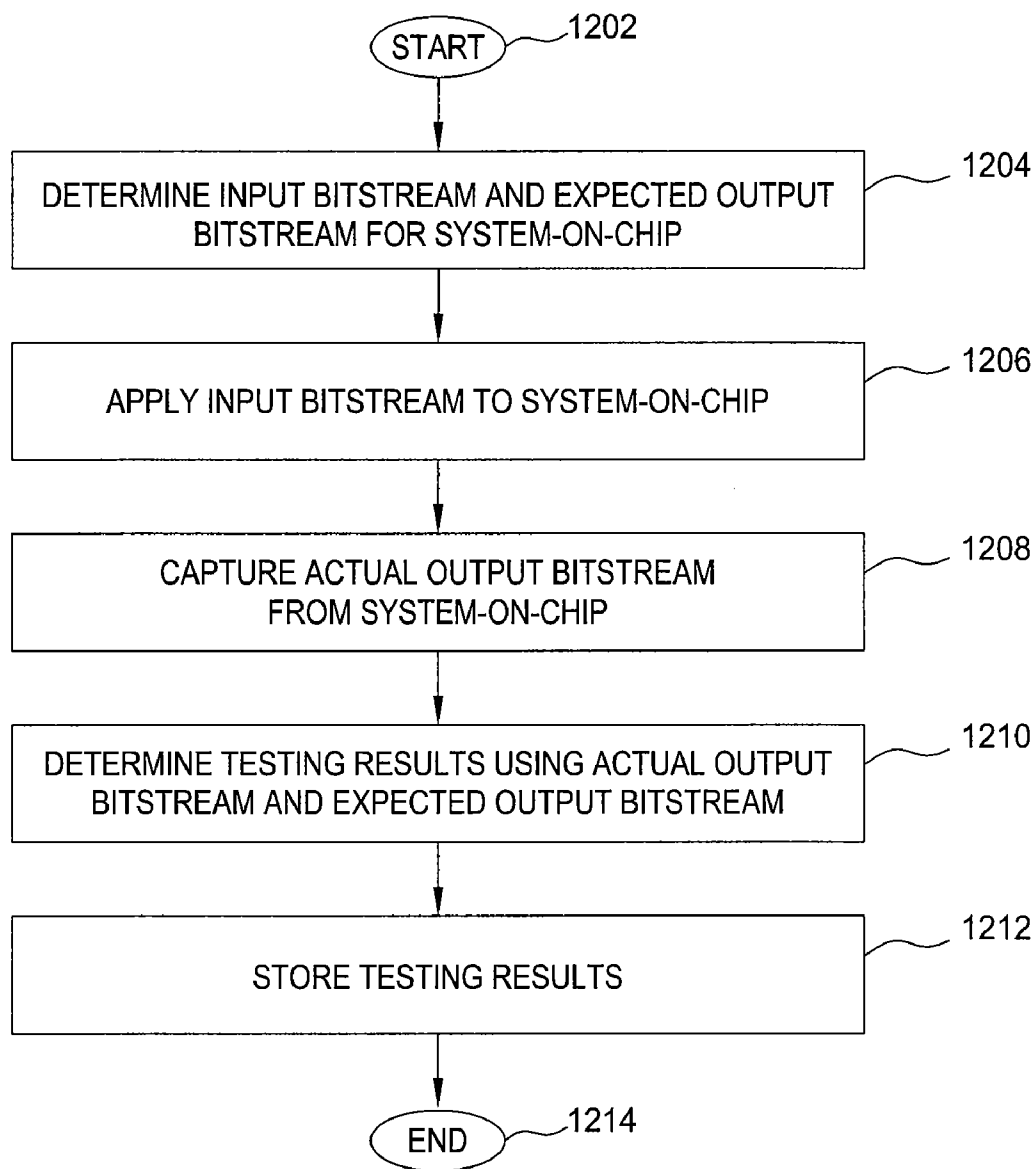 START
1202
1204
DETERMINE INPUT BITSTREAM AND EXPECTED OUTPUT
BITSTREAM FOR SYSTEM-ON-CHIP
1206
APPLY INPUT BITSTREAM TO SYSTEM-ON-CHIP
1208
CAPTURE ACTUAL OUTPUT BITSTREAM
FROM SYSTEM-ON-CHIP
1210
DETERMINE TESTING RESULTS USING ACTUAL OUTPUT
BITSTREAM AND EXPECTED OUTPUT BITSTREAM
1212
STORE TESTING RESULTS
END
1214